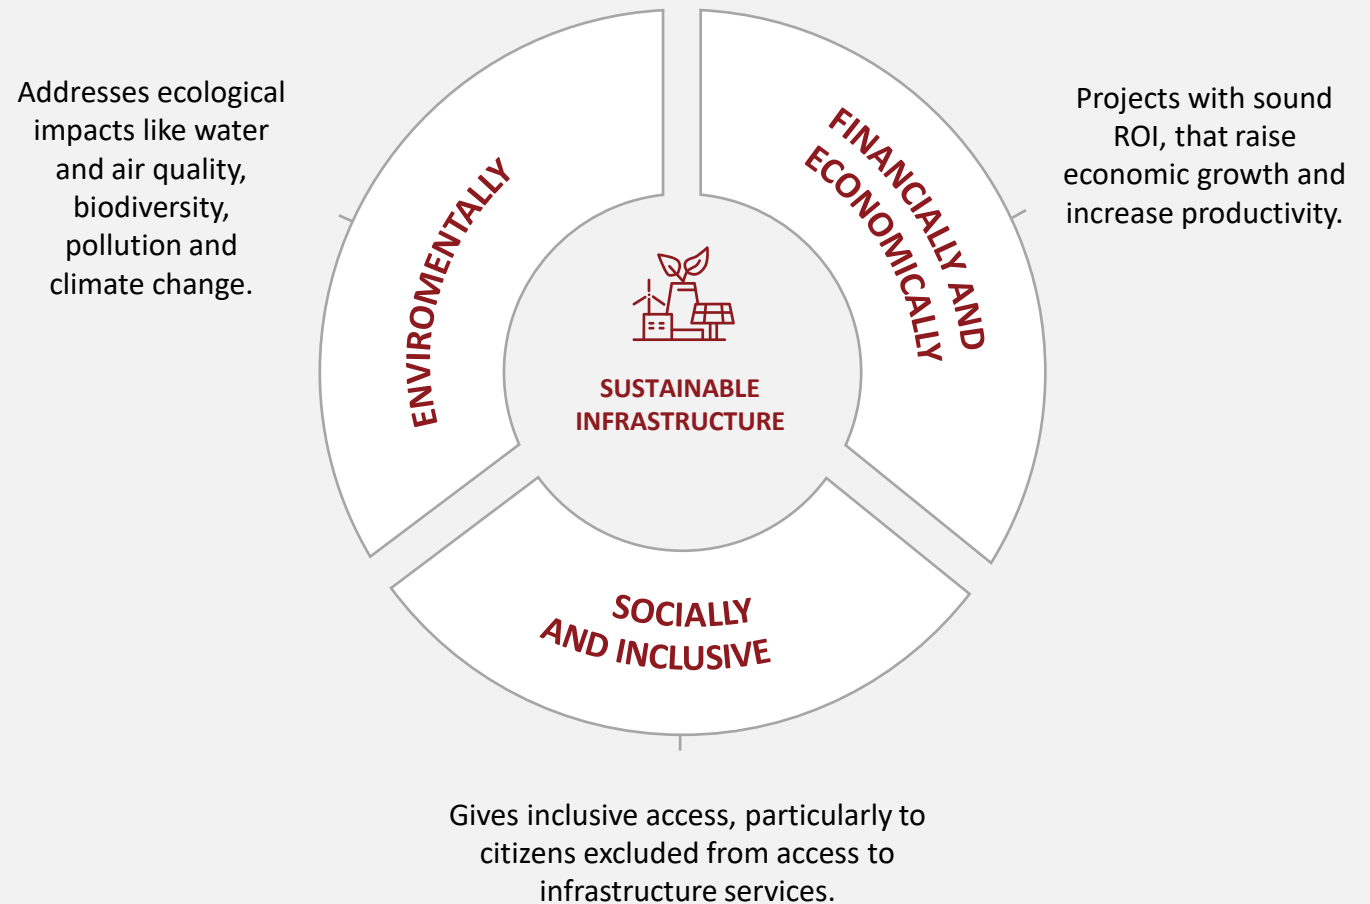 Addresses ecological
impacts like water
and air quality,
biodiversity,
pollution and
climate change.
ENVIROMENTALLY
FINANCIALLY AND
ECONOMICALLY
Projects with sound
ROI, that raise
economic growth and
increase productivity.
SUSTAINABLE
INFRASTRUCTURE
SOCIALLY
AND INCLUSIVE
Gives inclusive access, particularly to
citizens excluded from access to
infrastructure services.